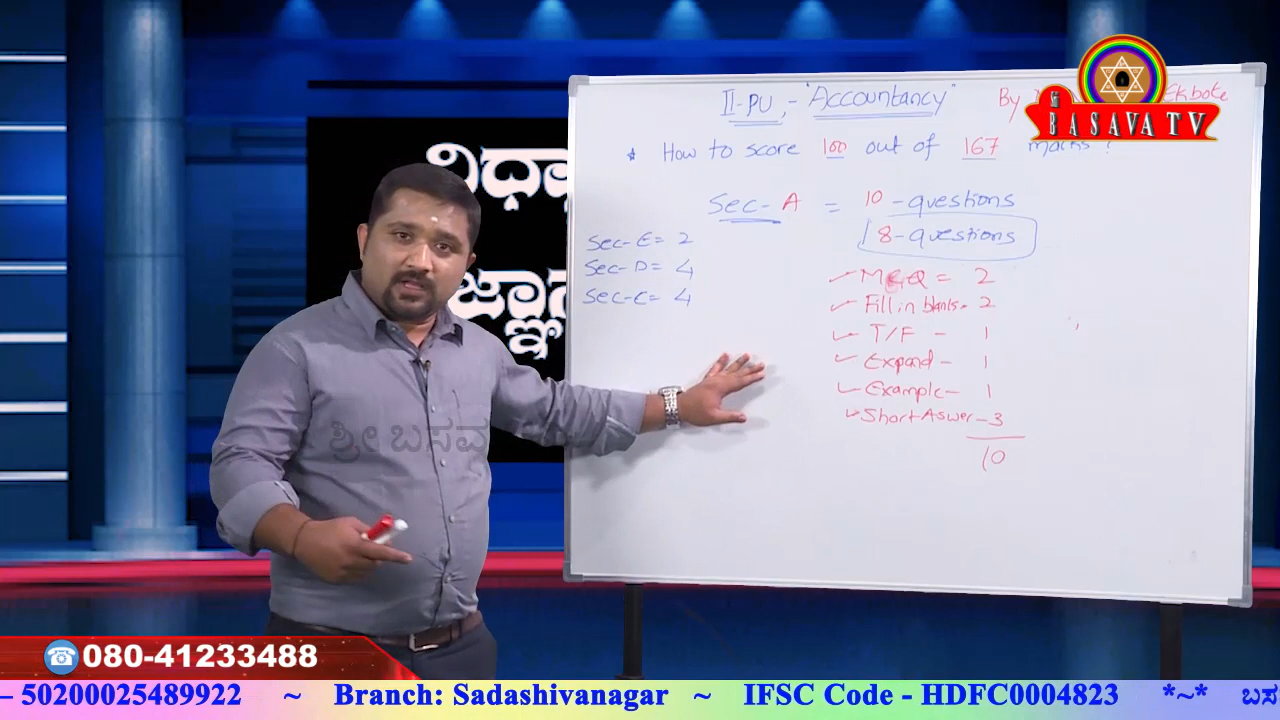 II-PU, - "Accountancy" By Ekbote
BASAVA TV
* How to score 100 out of 167 marks ?
Sec-A = 10-questions
8-questions
Sec-E= 2
Sec-D= 4
Sec-C= 4
MCQ = 2
Fill in blanks- 2
T/F - 1
Expand - 1
Example- 1
Short Aswer -3
10
ಶ್ರೀ ಬಸವ
080-41233488
– 50200025489922 ~ Branch: Sadashivanagar ~ IFSC Code - HDFC0004823 *~* ಬಸ